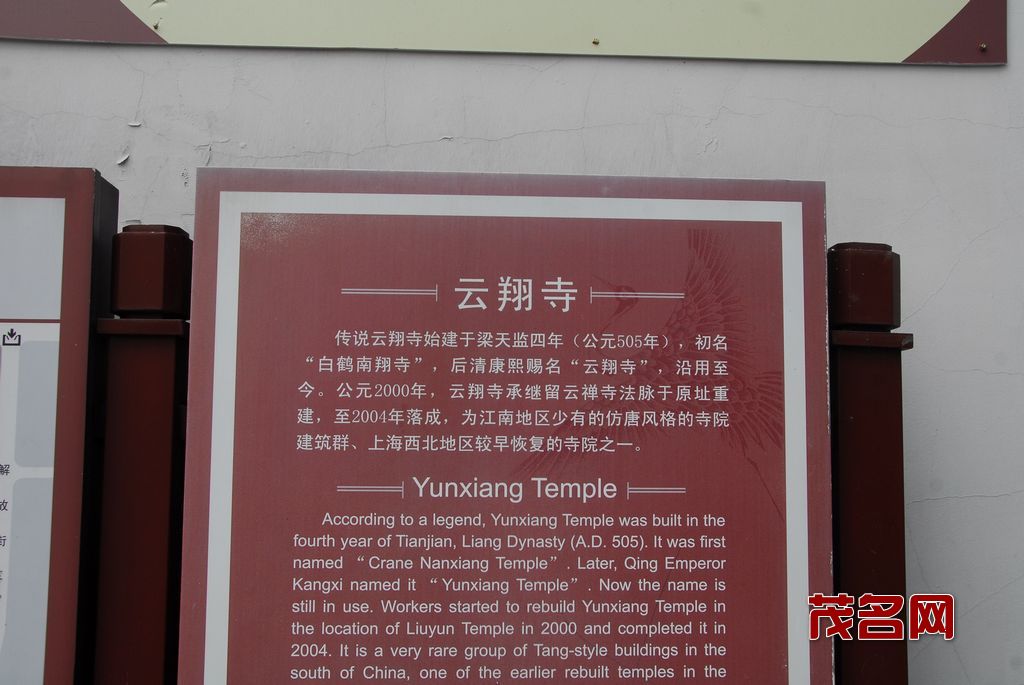 云翔寺
传说云翔寺始建于梁天监四年（公元505年），初名
“白鹤南翔寺”，后清康熙赐名“云翔寺”，沿用至
今。公元2000年，云翔寺承继留云禅寺法脉于原址重
建，至2004年落成，为江南地区少有的仿唐风格的寺院
建筑群、上海西北地区较早恢复的寺院之一。
Yunxiang Temple
According to a legend, Yunxiang Temple was built in the
fourth year of Tianjian, Liang Dynasty (A.D. 505). It was first
named “Crane Nanxiang Temple”. Later, Qing Emperor
Kangxi named it “Yunxiang Temple”. Now the name is
still in use. Workers started to rebuild Yunxiang Temple in
the location of Liuyun Temple in 2000 and completed it in
2004. It is a very rare group of Tang-style buildings in the
south of China, one of the earlier rebuilt temples in the
解
放
街
茂名网